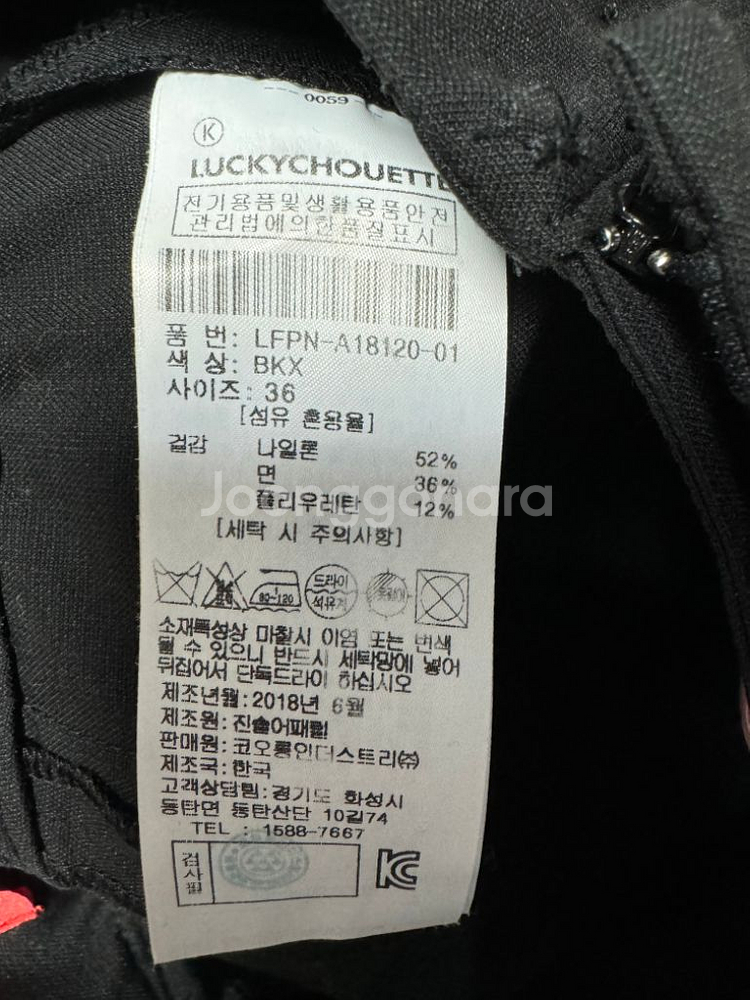 0059
K
LUCKYCHOUETTE
전기용품및생활용품안전
관리법에의한품질표시
품 번: LFPN-A18120-01
색 상: BKX
사이즈: 36
[섬유 혼용율]
겉감 나일론 52%
면 36%
폴리우레탄 12%
Joonggonara
[세탁 시 주의사항]
80~120
드라이
석유계
소재특성상 마찰시 이염 또는 변색
될 수 있으니 반드시 세탁망에 넣어
뒤집어서 단독드라이 하십시오
제조년월:2018년 6월
제조원:진솔어패럴
판매원:코오롱인더스트리㈜
제조국:한국
고객상담팀:경기도 화성시
동탄면 동탄산단 10길74
TEL : 1588-7667
검사필
KC